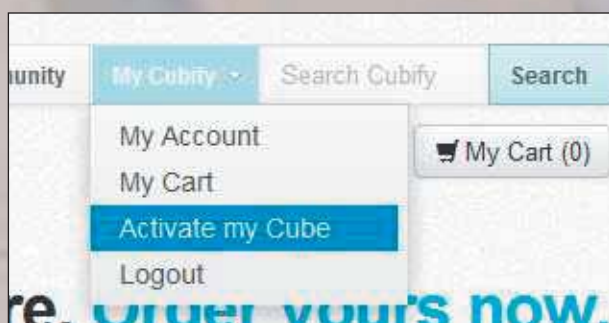 unity My Cubify Search Cubify Search
My Account
My Cart (0)
My Cart
Activate my Cube
Logout
re. Order yours now.